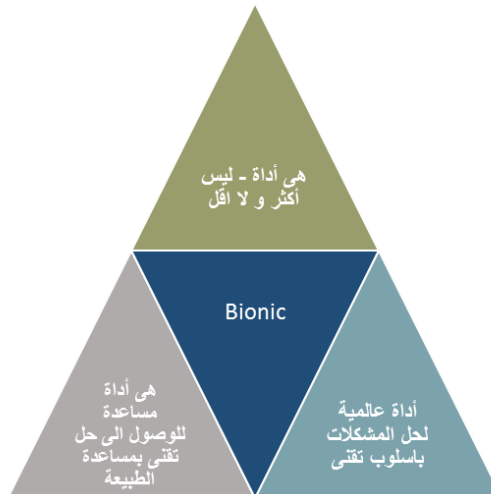 هى أداة - ليس
أكثر و لا اقل
Bionic
أداة عالمية
لحل المشكلات
باسلوب تقنى
هى أداة
مساعدة
للوصول الى حل
تقنى بمساعدة
الطبيعة